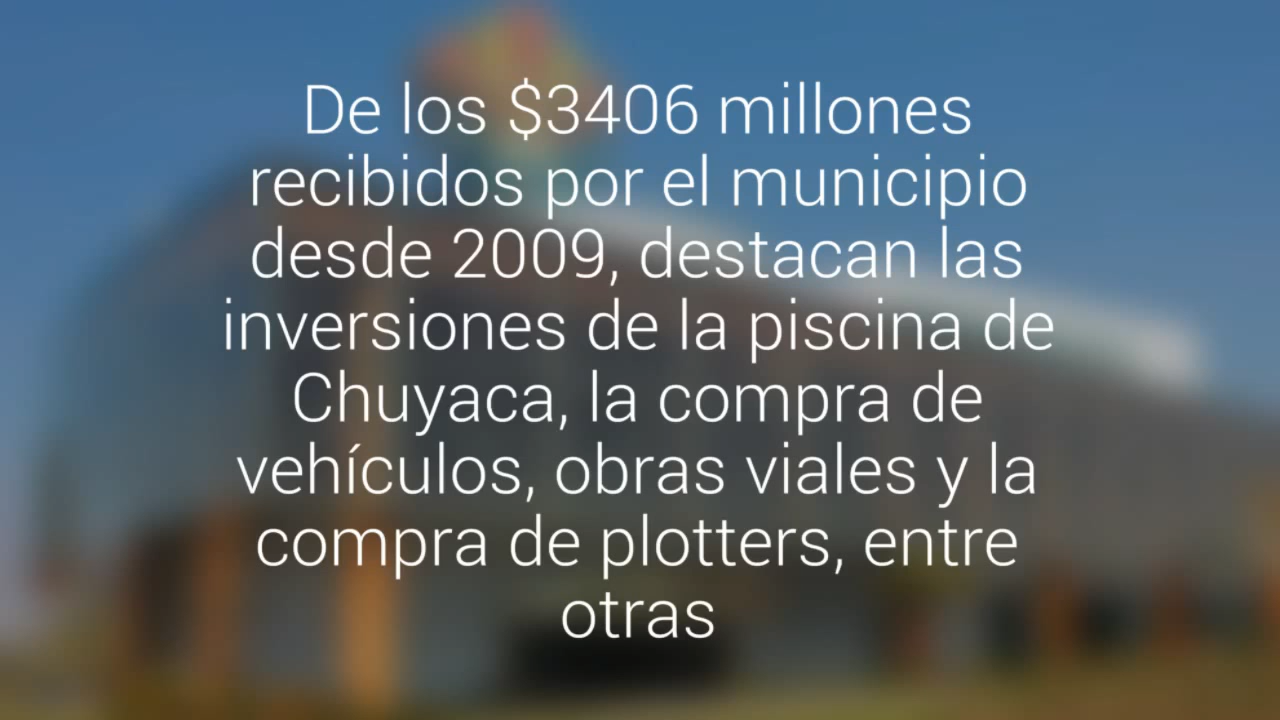 De los $3406 millones
recibidos por el municipio
desde 2009, destacan las
inversiones de la piscina de
Chuyaca, la compra de
vehículos, obras viales y la
compra de plotters, entre
otras